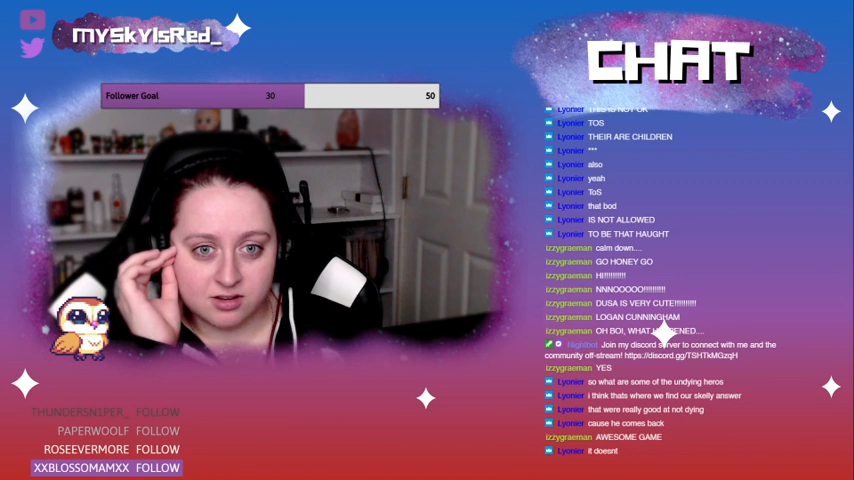 MYSKYISRED_
CHAT
Follower Goal 30 50
Lyonier THIS IS NOT OK
Lyonier TOS
Lyonier THEIR ARE CHILDREN
Lyonier ***
Lyonier also
Lyonier yeah
Lyonier ToS
Lyonier that bod
Lyonier IS NOT ALLOWED
Lyonier TO BE THAT HAUGHT
izzygraeman calm down....
izzygraeman GO HONEY GO
izzygraeman HI!!!!!!!!!!!
izzygraeman NNNOOOOO!!!!!!!!!!
izzygraeman DUSA IS VERY CUTE!!!!!!!!!!
izzygraeman LOGAN CUNNINGHAM
izzygraeman OH BOI, WHAT
Nightbot Join my discord server to connect with me and the
community off-stream! https://discord.gg/TSHTkMGzqH
izzygraeman YES
Lyonier so what are some of the undying heros
Lyonier i think thats where we find our skelly answer
Lyonier that were really good at not dying
Lyonier cause he comes back
izzygraeman AWESOME GAME
Lyonier it doesnt
THUNDERSN1PER_ FOLLOW
PAPERWOOLF FOLLOW
ROSEEVERMORE FOLLOW
XXBLOSSOMAMXX FOLLOW